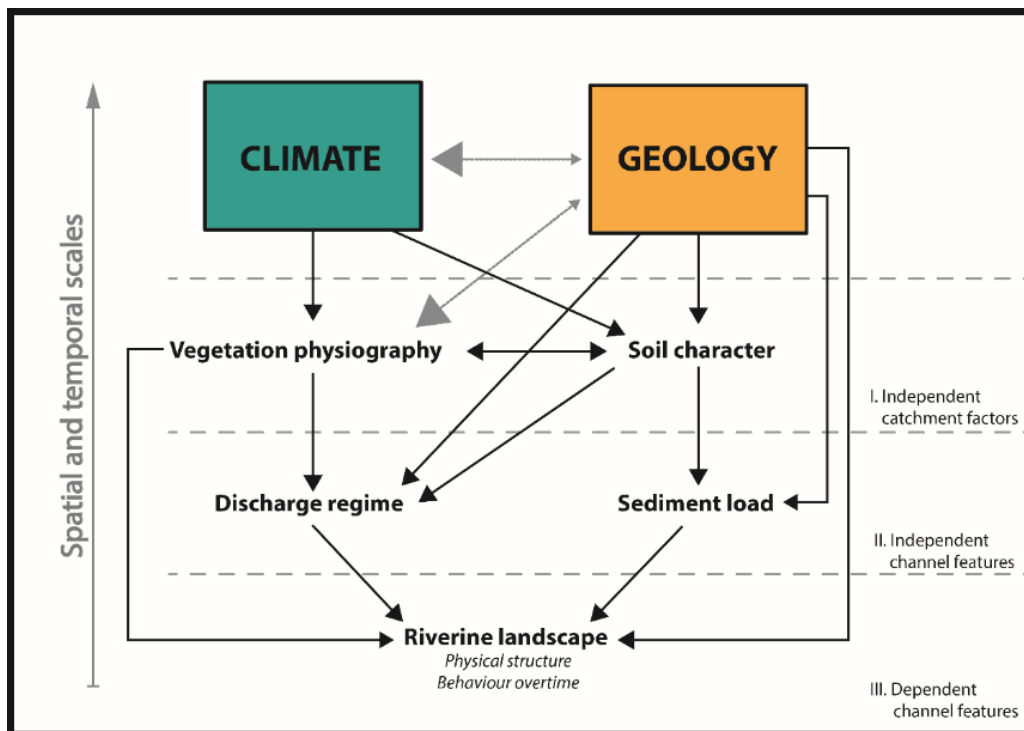 CLIMATE
GEOLOGY
Spatial and temporal scales
Vegetation physiography
Soil character
I. Independent
catchment factors
Discharge regime
Sediment load
II. Independent
channel features
Riverine landscape
Physical structure
Behaviour overtime
III. Dependent
channel features